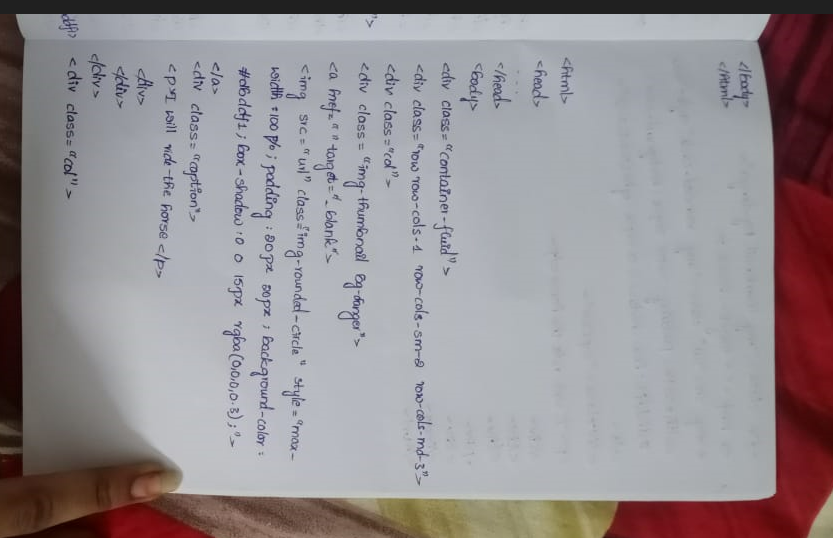 </body>
</html>
<html>
<head>
....
</head>
<body>
<div class="container-fluid">
<div class="row row-cols-1 row-cols-sm-2 row-cols-md-3">
<div class="col">
<div class="img-thumbnail bg-danger">
<a href="" target="_blank">
<img src="url" class="img-rounded-circle" style="max-
width:100%; padding:20px 20px; background-color:
#dbddf1; box-shadow:0 0 15px rgba(0,0,0,0.3);">
</a>
<div class="caption">
<p>I will ride the horse </p>
</div>
</div>
</div>
<div class="col">